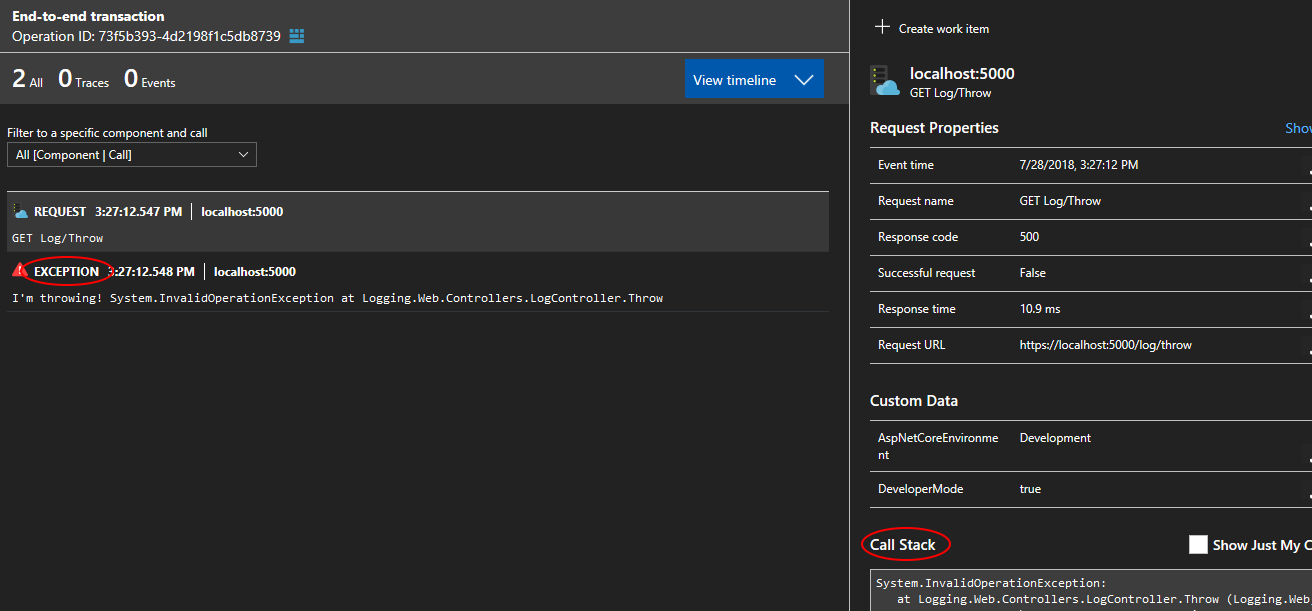 End-to-end transaction
Operation ID: 73f5b393-4d2198f1c5db8739
2 All 0 Traces 0 Events
View timeline
Filter to a specific component and call
All [Component | Call]
REQUEST 3:27:12.547 PM | localhost:5000
GET Log/Throw
EXCEPTION 3:27:12.548 PM | localhost:5000
I'm throwing! System.InvalidOperationException at Logging.Web.Controllers.LogController.Throw
Create work item
localhost:5000
GET Log/Throw
Request Properties Show
Event time 7/28/2018, 3:27:12 PM
Request name GET Log/Throw
Response code 500
Successful request False
Response time 10.9 ms
Request URL https://localhost:5000/log/throw
Custom Data
AspNetCoreEnvironme Development
nt
DeveloperMode true
Call Stack Show Just My C
System.InvalidOperationException:
at Logging.Web.Controllers.LogController.Throw (Logging.Web